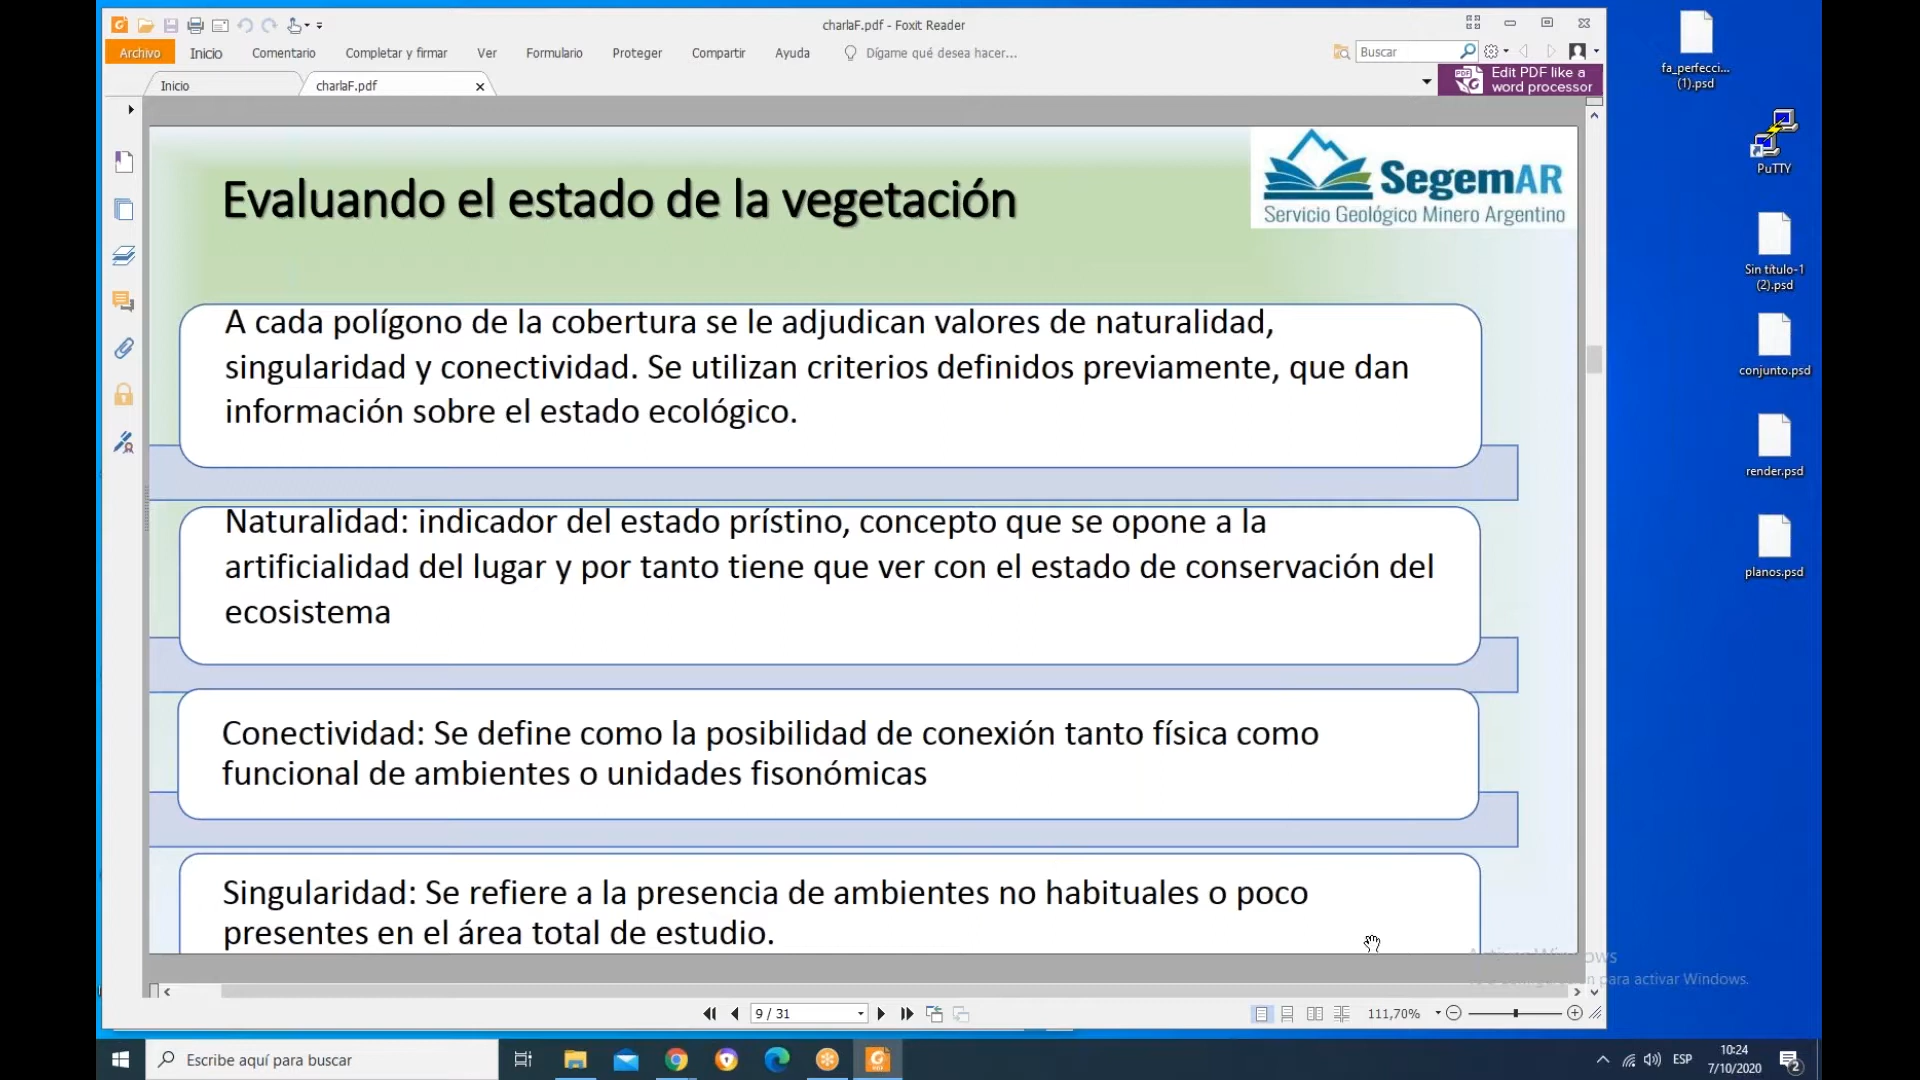 charlaF.pdf - Foxit Reader
Archivo
Inicio
Comentario
Completar y firmar
Ver
Formulario
Proteger
Compartir
Ayuda
Dígame qué desea hacer...
Buscar
Inicio
charlaF.pdf
Edit PDF like a
word processor
Evaluando el estado de la vegetación
SegemAR
Servicio Geológico Minero Argentino
A cada polígono de la cobertura se le adjudican valores de naturalidad,
singularidad y conectividad. Se utilizan criterios definidos previamente, que dan
información sobre el estado ecológico.
Naturalidad: indicador del estado prístino, concepto que se opone a la
artificialidad del lugar y por tanto tiene que ver con el estado de conservación del
ecosistema
Conectividad: Se define como la posibilidad de conexión tanto física como
funcional de ambientes o unidades fisonómicas
Singularidad: Se refiere a la presencia de ambientes no habituales o poco
presentes en el área total de estudio.
para activar Windows.
9 / 31
111,70%
fa_perfecci...
(1).psd
PuTTY
Sin título-1
(2).psd
conjunto.psd
render.psd
planos.psd
Escribe aquí para buscar
ESP
10:24
7/10/2020
2